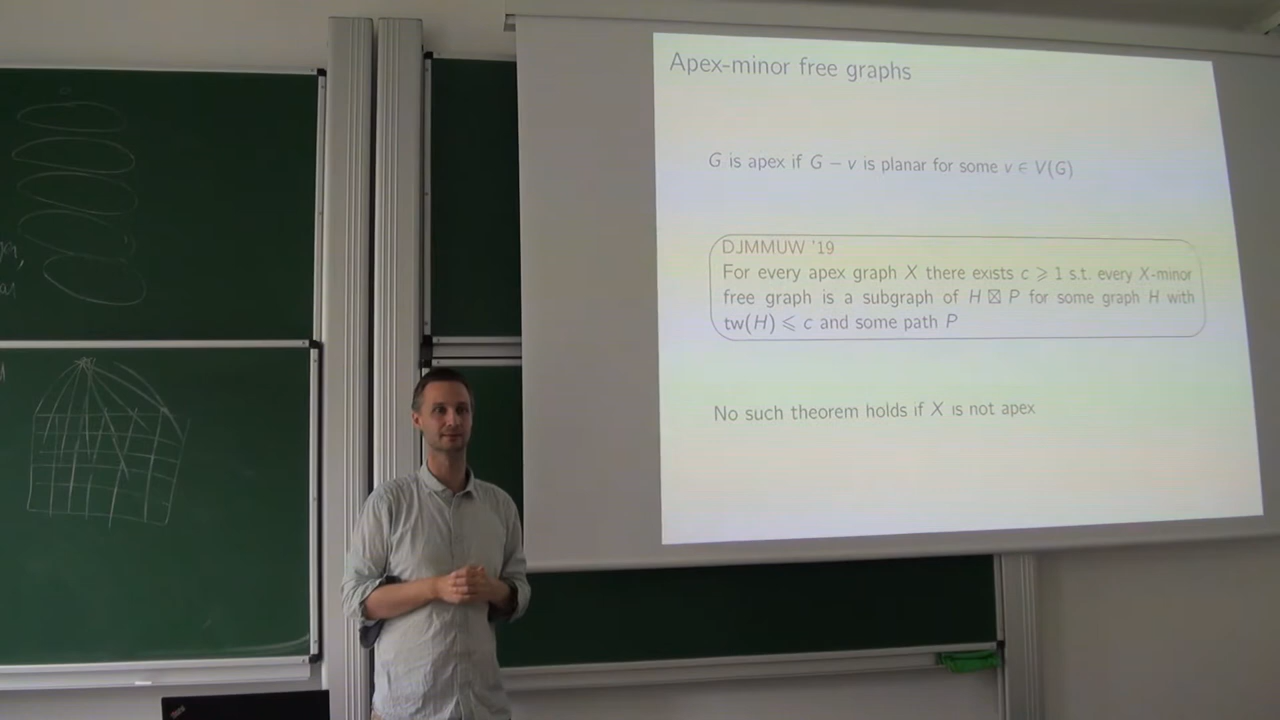 Apex-minor free graphs
G is apex if G − v is planar for some v ∈ V(G)
DJMMUW '19
For every apex graph X there exists c ⩾ 1 s.t. every X-minor
free graph is a subgraph of H ⊠ P for some graph H with
tw(H) ⩽ c and some path P
No such theorem holds if X is not apex